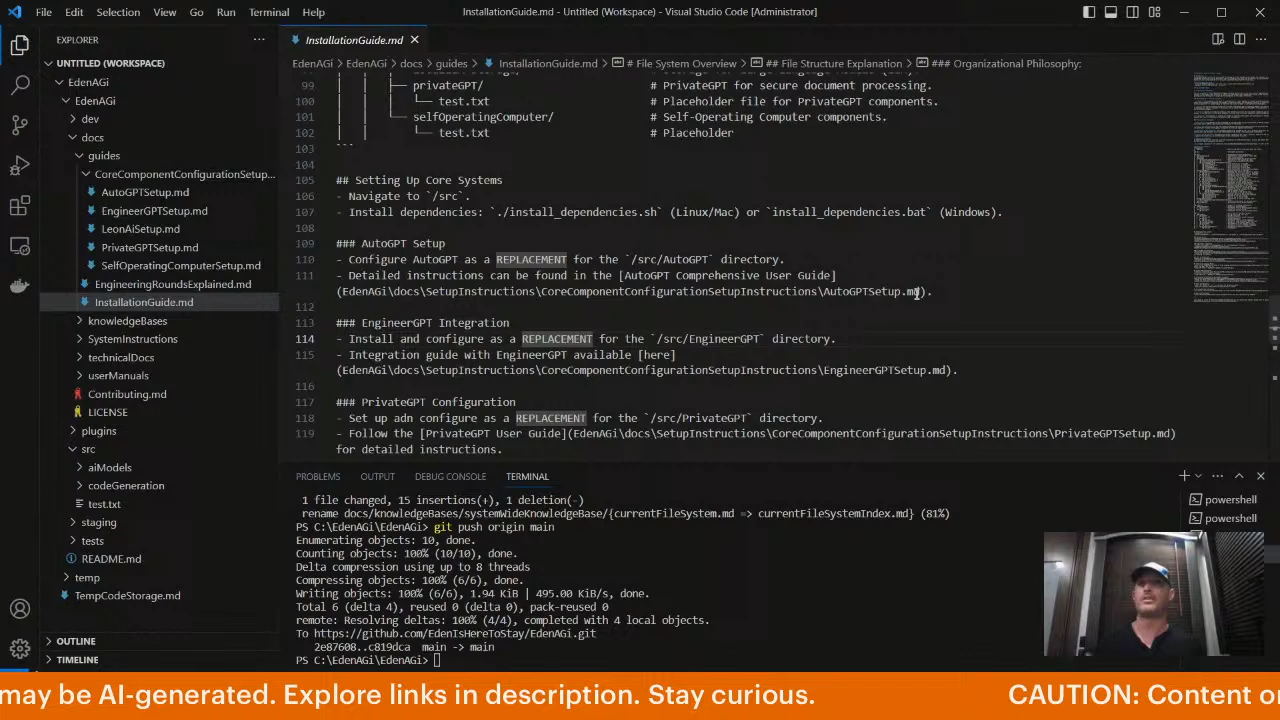 File Edit Selection View Go Run Terminal Help
InstallationGuide.md - Untitled (Workspace) - Visual Studio Code [Administrator]
EXPLORER
UNTITLED (WORKSPACE)
EdenAGi
EdenAGi
dev
docs
guides
CoreComponentConfigurationSetup...
AutoGPTSetup.md
EngineerGPTSetup.md
LeonAiSetup.md
PrivateGPTSetup.md
SelfOperatingComputerSetup.md
EngineeringRoundsExplained.md
InstallationGuide.md
knowledgeBases
SystemInstructions
technicalDocs
userManuals
Contributing.md
LICENSE
plugins
src
aiModels
codeGeneration
test.txt
staging
tests
README.md
temp
TempCodeStorage.md
OUTLINE
TIMELINE
InstallationGuide.md
EdenAGi > EdenAGi > docs > guides > InstallationGuide.md > # File System Overview > ## File Structure Explanation > ### Organizational Philosophy:
99 │ │ ├── privateGPT/ # PrivateGPT for secure document processing.
100 │ │ │ └── test.txt # Placeholder file for PrivateGPT components.
101 │ │ └── selfOperatingComputer/ # Self-Operating Computer components.
102 │ │ └── test.txt # Placeholder
103 ```
104
105 ## Setting Up Core Systems
106 - Navigate to `/src`.
107 - Install dependencies: `./install_dependencies.sh` (Linux/Mac) or `install_dependencies.bat` (Windows).
108
109 ### AutoGPT Setup
110 - Configure AutoGPT as a REPLACEMENT for the `/src/AutoGPT` directory.
111 - Detailed instructions can be found in the [AutoGPT Comprehensive User Guide]
(EdenAGi\docs\SetupInstructions\CoreComponentConfigurationSetupInstructions\AutoGPTSetup.md).
112
113 ### EngineerGPT Integration
114 - Install and configure as a REPLACEMENT for the `/src/EngineerGPT` directory.
115 - Integration guide with EngineerGPT available [here]
(EdenAGi\docs\SetupInstructions\CoreComponentConfigurationSetupInstructions\EngineerGPTSetup.md).
116
117 ### PrivateGPT Configuration
118 - Set up adn configure as a REPLACEMENT for the `/src/PrivateGPT` directory.
119 - Follow the [PrivateGPT User Guide](EdenAGi\docs\SetupInstructions\CoreComponentConfigurationSetupInstructions\PrivateGPTSetup.md)
for detailed instructions.
PROBLEMS OUTPUT DEBUG CONSOLE TERMINAL
1 file changed, 15 insertions(+), 1 deletion(-)
rename docs/knowledgeBases/systemWideKnowledgeBase/{currentFileSystem.md => currentFileSystemIndex.md} (81%)
PS C:\EdenAGi\EdenAGi> git push origin main
Enumerating objects: 10, done.
Counting objects: 100% (10/10), done.
Delta compression using up to 8 threads
Compressing objects: 100% (6/6), done.
Writing objects: 100% (6/6), 1.94 KiB | 495.00 KiB/s, done.
Total 6 (delta 4), reused 0 (delta 0), pack-reused 0
remote: Resolving deltas: 100% (4/4), completed with 4 local objects.
To https://github.com/EdenIsHereToStay/EdenAGi.git
2e87608..c819dca main -> main
PS C:\EdenAGi\EdenAGi>
powershell
powershell
may be AI-generated. Explore links in description. Stay curious. CAUTION: Content o